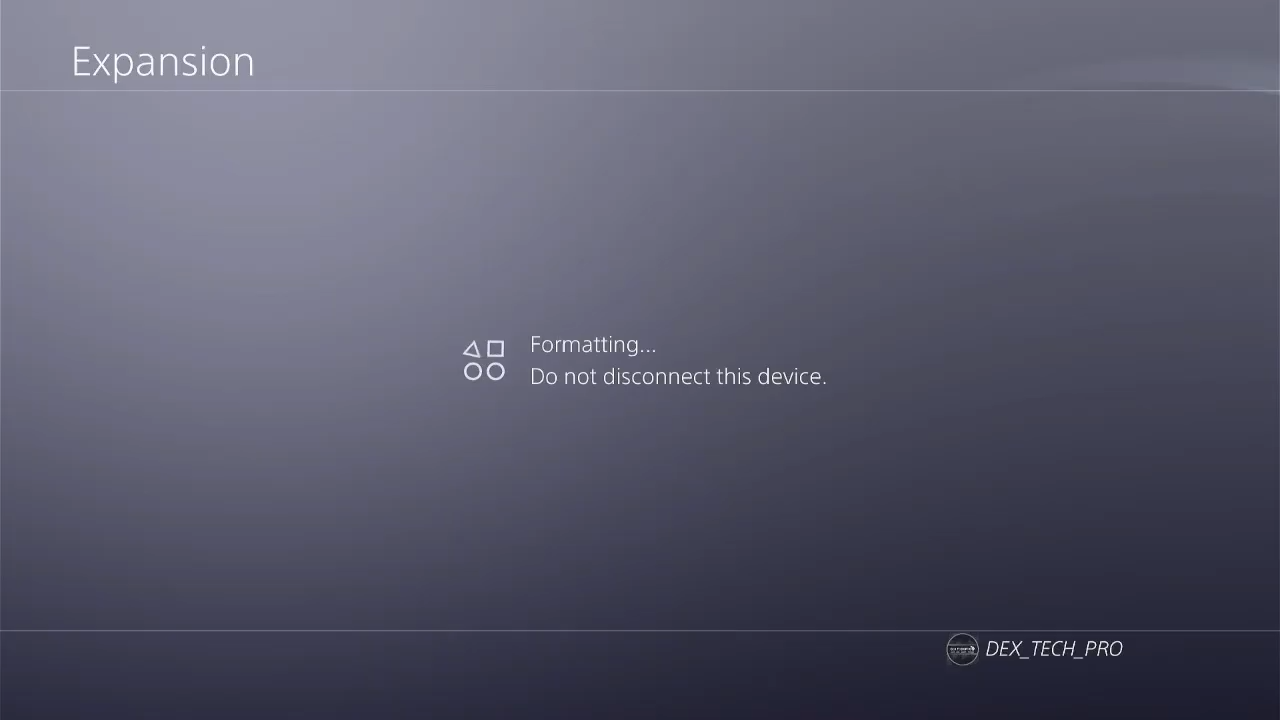 Expansion
Formatting...
Do not disconnect this device.
DEX_TECH_PRO